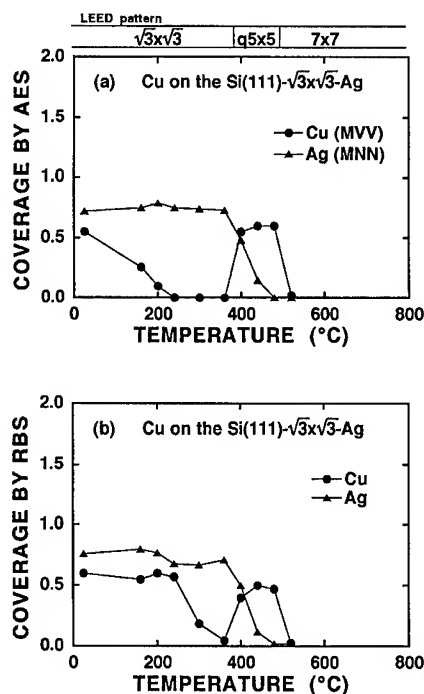 LEED pattern
√3x√3 q5x5 7x7
2.0
(a) Cu on the Si(111)-√3x√3-Ag
1.5
Cu (MVV)
Ag (MNN)
1.0
0.5
0.0
0 200 400 600 800
COVERAGE BY AES
TEMPERATURE (°C)
2.0
(b) Cu on the Si(111)-√3x√3-Ag
1.5
Cu
Ag
1.0
0.5
0.0
0 200 400 600 800
COVERAGE BY RBS
TEMPERATURE (°C)